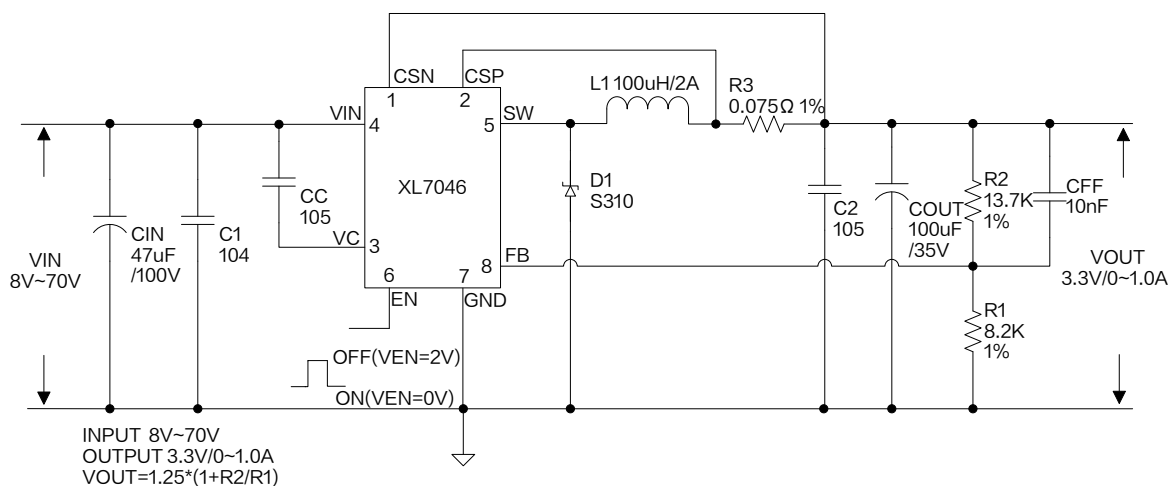 CSN
CSP
1
2
VIN
4
XL7046
5
SW
L1 100uH/2A
R3
0.075Ω 1%
CC
105
VC
3
6
EN
7
GND
8
FB
D1
S310
CIN
47uF
/100V
C1
104
VIN
8V~70V
C2
105
COUT
100uF
/35V
R2
13.7K
1%
CFF
10nF
R1
8.2K
1%
VOUT
3.3V/0~1.0A
OFF(VEN=2V)
ON(VEN=0V)
INPUT 8V~70V
OUTPUT 3.3V/0~1.0A
VOUT=1.25*(1+R2/R1)